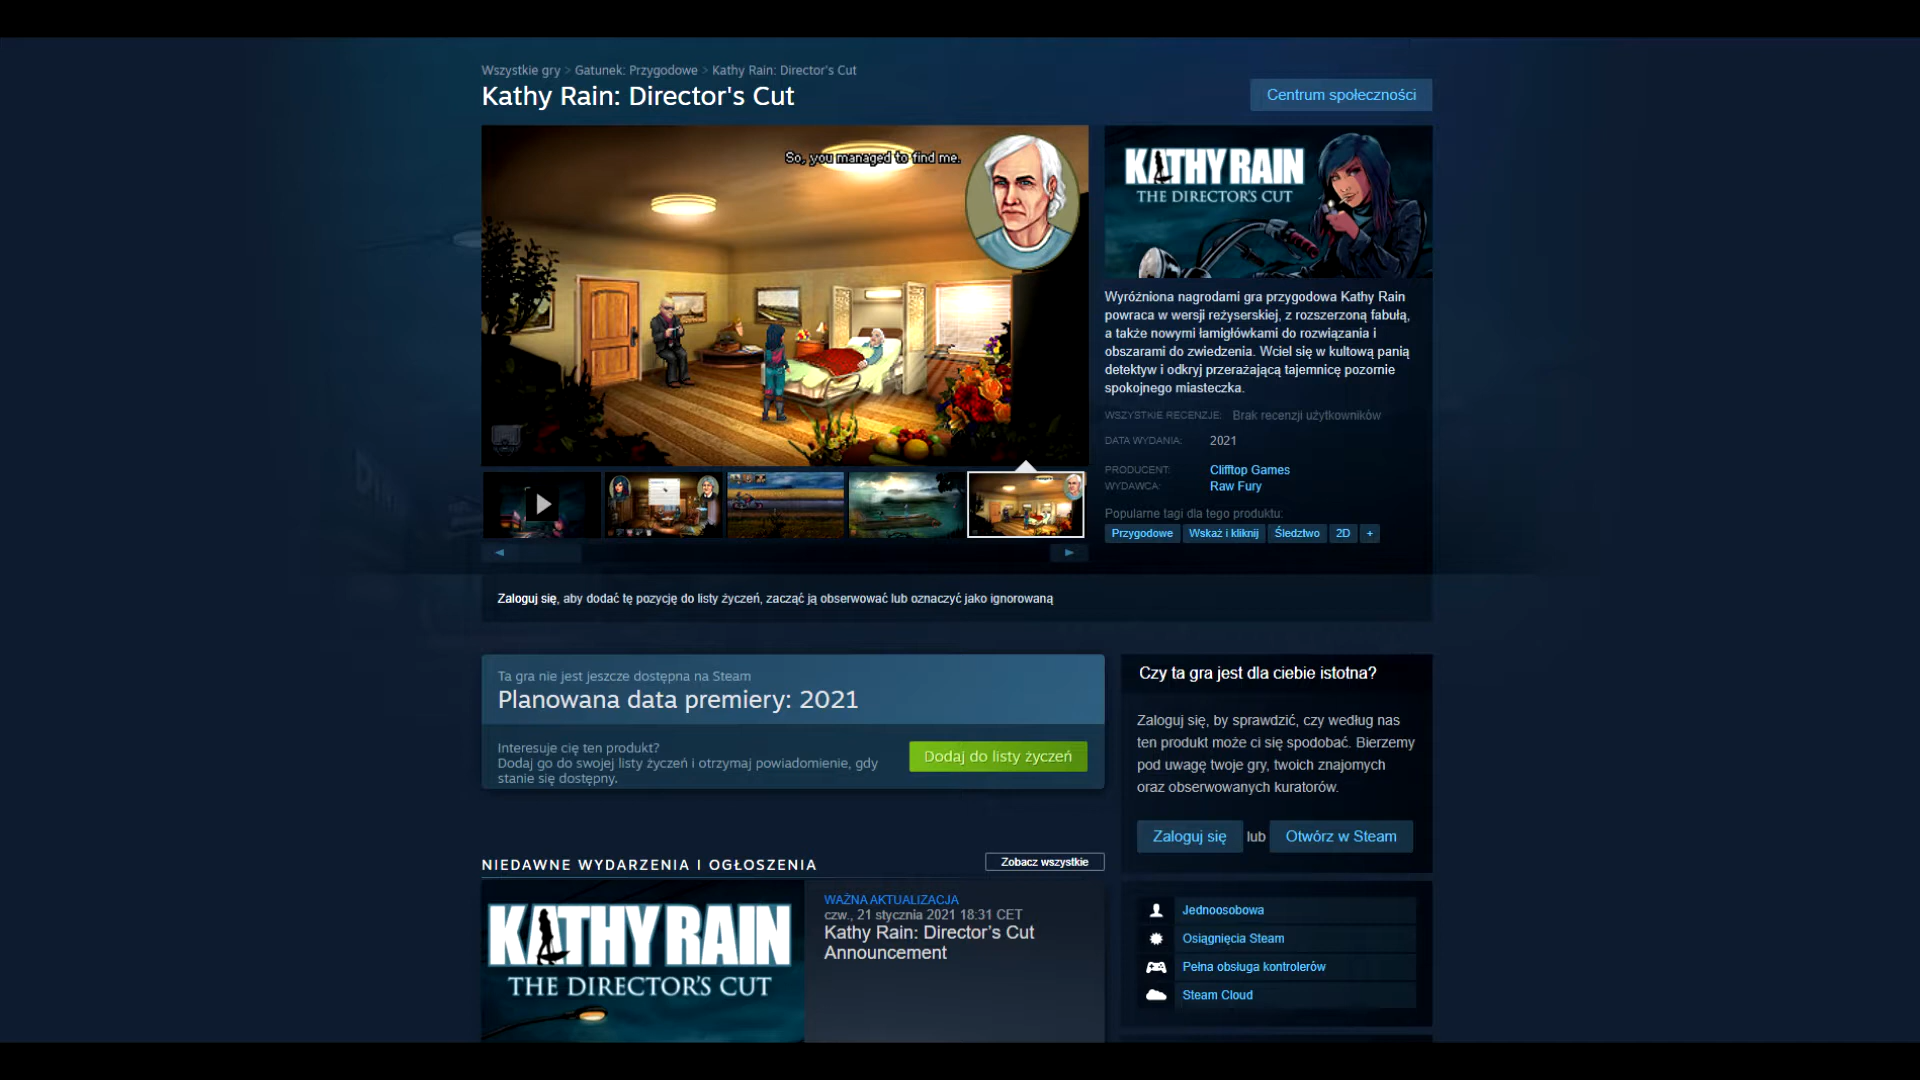 Wszystkie gry > Gatunek: Przygodowe > Kathy Rain: Director's Cut
Kathy Rain: Director's Cut
Centrum społeczności
So, you managed to find me.
KATHY RAIN
THE DIRECTOR'S CUT
Wyróżniona nagrodami gra przygodowa Kathy Rain
powraca w wersji reżyserskiej, z rozszerzoną fabułą,
a także nowymi łamigłówkami do rozwiązania i
obszarami do zwiedzenia. Wciel się w kultową panią
detektyw i odkryj przerażającą tajemnicę pozornie
spokojnego miasteczka.
WSZYSTKIE RECENZJE: Brak recenzji użytkowników
DATA WYDANIA: 2021
PRODUCENT: Clifftop Games
WYDAWCA: Raw Fury
Popularne tagi dla tego produktu:
Przygodowe Wskaż i kliknij Śledztwo 2D +
Zaloguj się, aby dodać tę pozycję do listy życzeń, zacząć ją obserwować lub oznaczyć jako ignorowaną
Ta gra nie jest jeszcze dostępna na Steam
Planowana data premiery: 2021
Interesuje cię ten produkt?
Dodaj go do swojej listy życzeń i otrzymaj powiadomienie, gdy
stanie się dostępny.
Dodaj do listy życzeń
Czy ta gra jest dla ciebie istotna?
Zaloguj się, by sprawdzić, czy według nas
ten produkt może ci się spodobać. Bierzemy
pod uwagę twoje gry, twoich znajomych
oraz obserwowanych kuratorów.
Zaloguj się lub Otwórz w Steam
NIEDAWNE WYDARZENIA I OGŁOSZENIA
Zobacz wszystkie
KATHY RAIN
THE DIRECTOR'S CUT
WAŻNA AKTUALIZACJA
czw., 21 stycznia 2021 18:31 CET
Kathy Rain: Director's Cut
Announcement
Jednoosobowa
Osiągnięcia Steam
Pełna obsługa kontrolerów
Steam Cloud